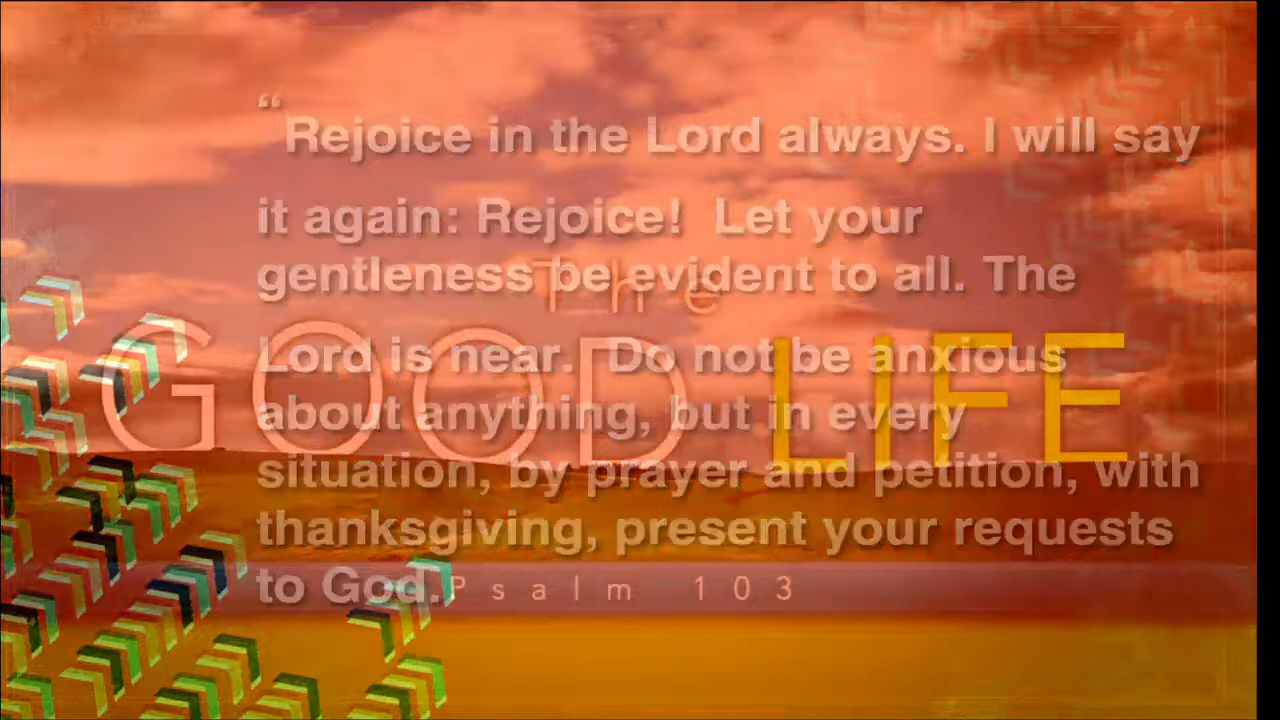 “Rejoice in the Lord always. I will say
it again: Rejoice! Let your
gentleness be evident to all. The
Lord is near. Do not be anxious
about anything, but in every
situation, by prayer and petition, with
thanksgiving, present your requests
to God.
The
GOOD LIFE
Psalm 103